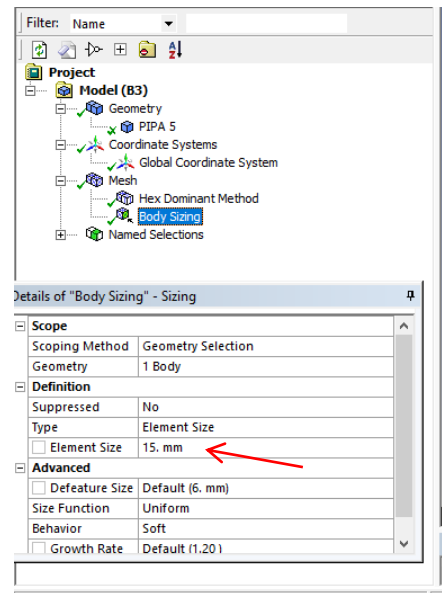 Filter: Name
Project
Model (B3)
Geometry
PIPA 5
Coordinate Systems
Global Coordinate System
Mesh
Hex Dominant Method
Body Sizing
Named Selections
Details of "Body Sizing" - Sizing
Scope
Scoping Method Geometry Selection
Geometry 1 Body
Definition
Suppressed No
Type Element Size
Element Size 15. mm
Advanced
Defeature Size Default (6. mm)
Size Function Uniform
Behavior Soft
Growth Rate Default (1.20 )